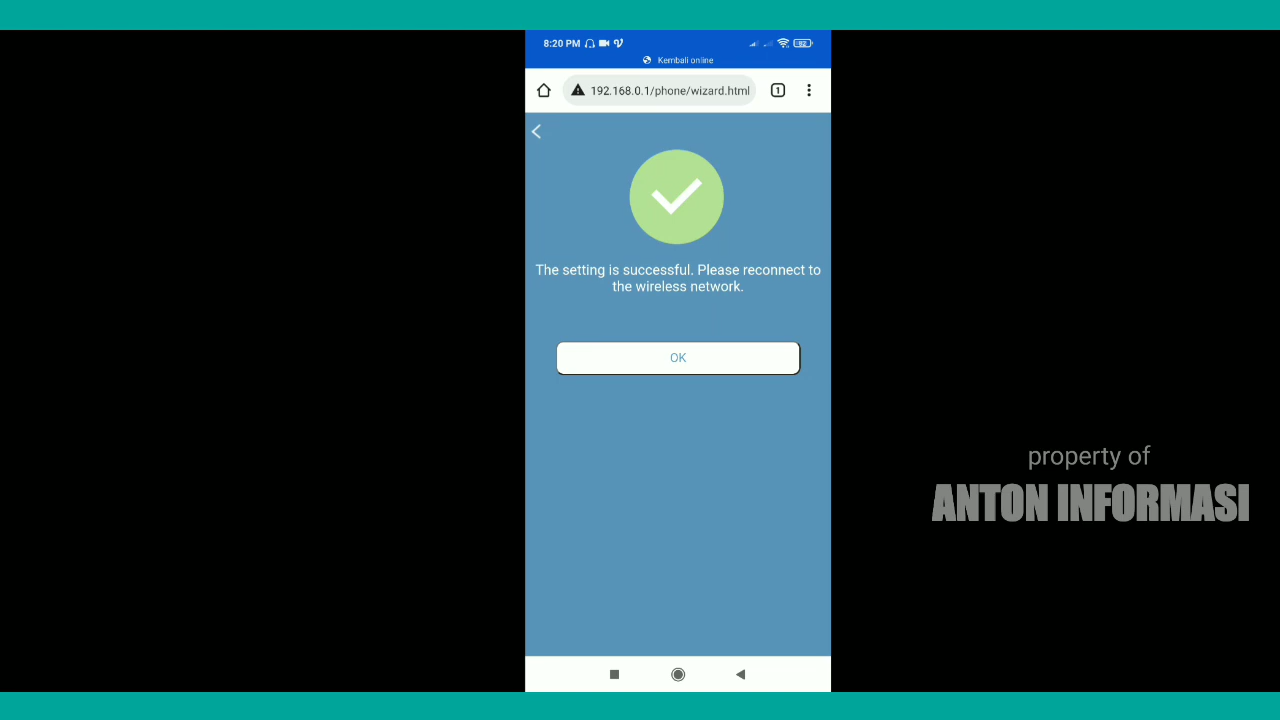 8:20 PM
92
Kembali online
192.168.0.1/phone/wizard.html
1
The setting is successful. Please reconnect to
the wireless network.
OK
property of
ANTON INFORMASI